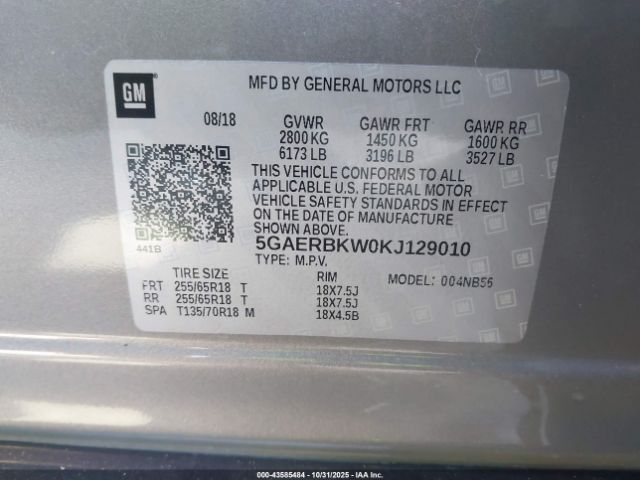 GM
MFD BY GENERAL MOTORS LLC
08/18 GVWR GAWR FRT GAWR RR
2800 KG 1450 KG 1600 KG
6173 LB 3196 LB 3527 LB
THIS VEHICLE CONFORMS TO ALL
APPLICABLE U.S. FEDERAL MOTOR
VEHICLE SAFETY STANDARDS IN EFFECT
ON THE DATE OF MANUFACTURE
SHOWN ABOVE.
441B
5GAERBKW0KJ129010
TYPE: M.P.V.
TIRE SIZE RIM MODEL: 004NB56
FRT 255/65R18 T 18X7.5J
RR 255/65R18 T 18X7.5J
SPA T135/70R18 M 18X4.5B
000-43585484 - 10/31/2025 - IAAI.com